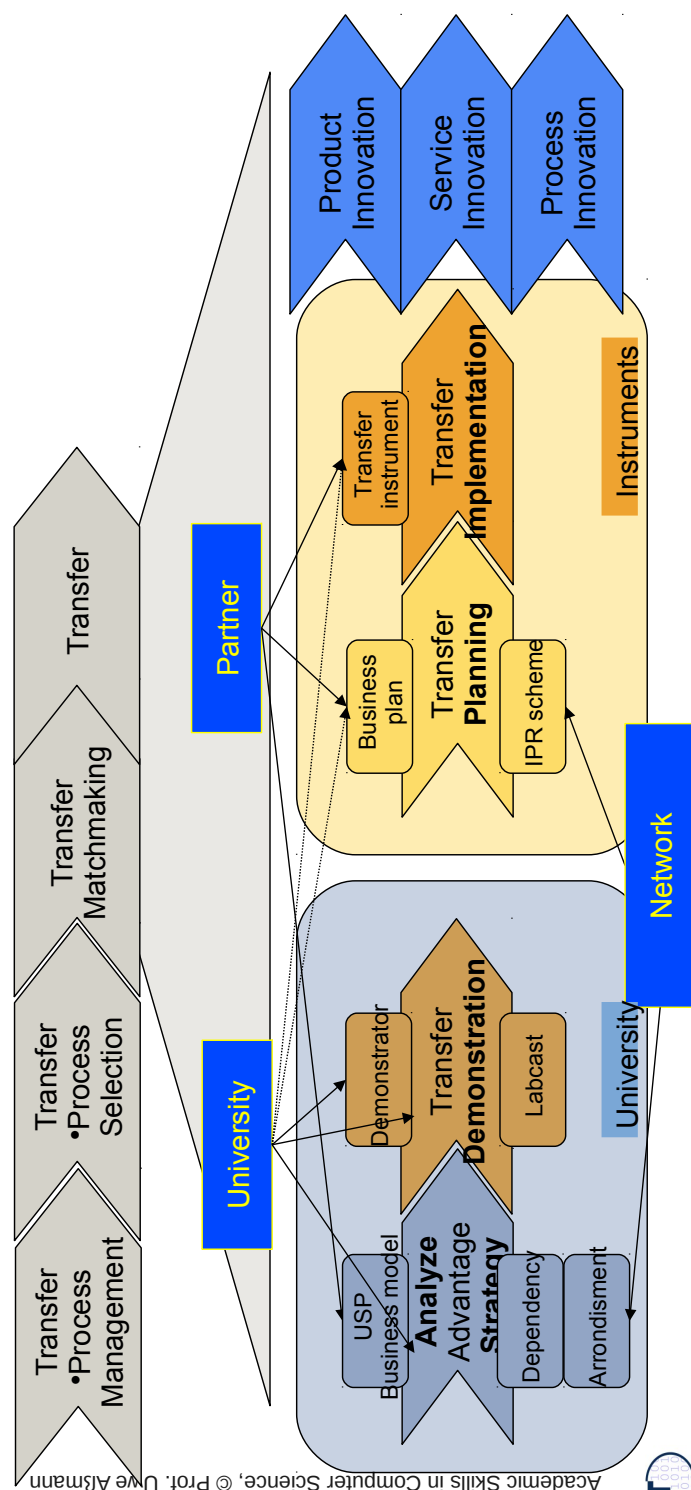 Transfer
•Process
Management
Transfer
•Process
Selection
Transfer
Matchmaking
Transfer
University
Partner
USP
Business model
Analyze
Advantage
Strategy
Dependency
Arrondisment
Demonstrator
Transfer
Demonstration
Labcast
University
Business
plan
Transfer
Planning
IPR scheme
Transfer
instrument
Transfer
Implementation
Instruments
Product
Innovation
Service
Innovation
Process
Innovation
Network
Academic Skills in Computer Science, © Prof. Uwe Aßmann